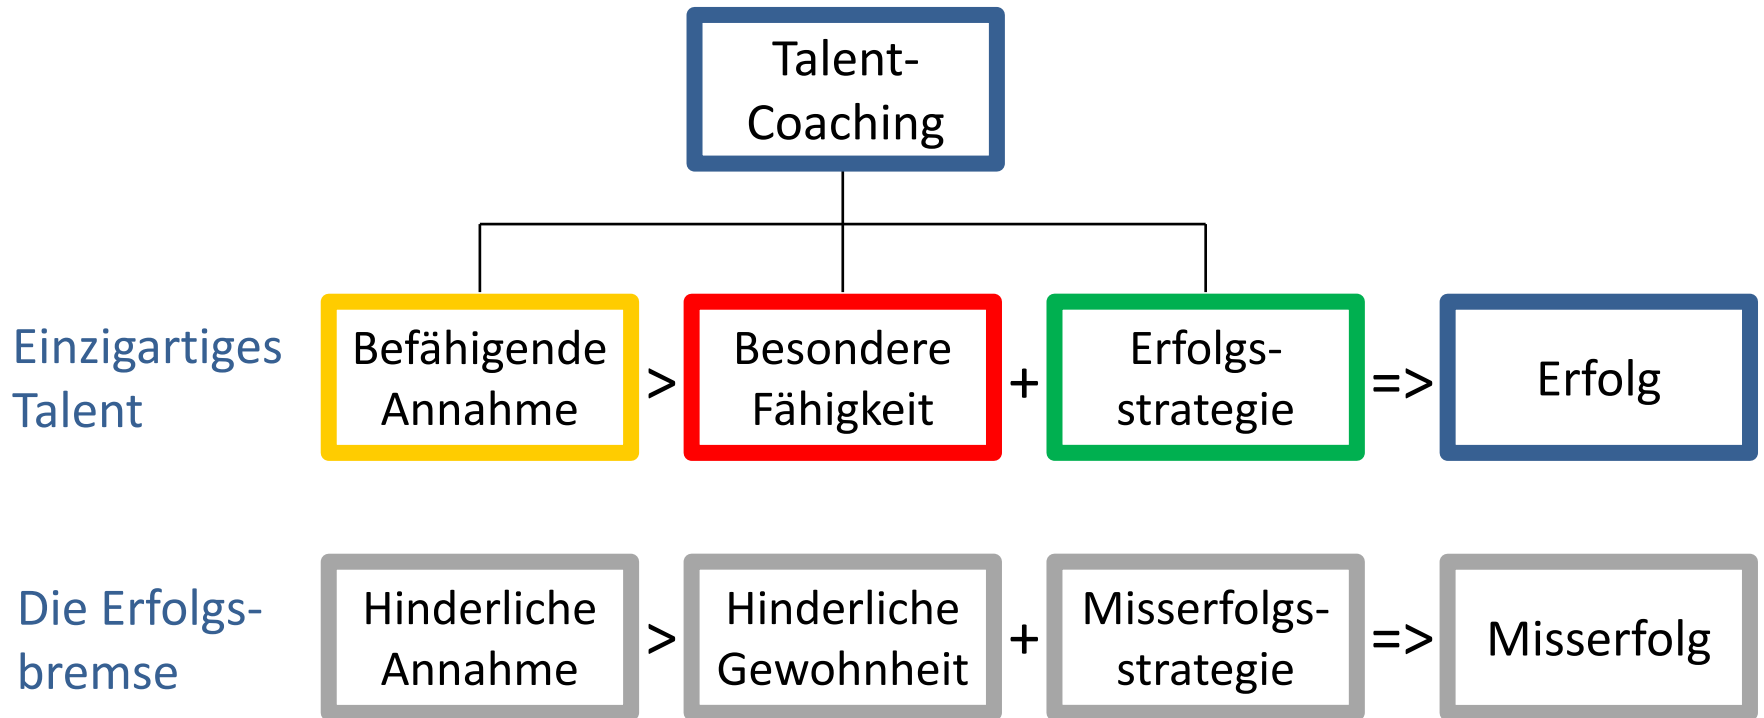 Talent-
Coaching
Einzigartiges
Talent
Befähigende
Annahme
>
Besondere
Fähigkeit
+
Erfolgs-
strategie
=>
Erfolg
Die Erfolgs-
bremse
Hinderliche
Annahme
>
Hinderliche
Gewohnheit
+
Misserfolgs-
strategie
=>
Misserfolg